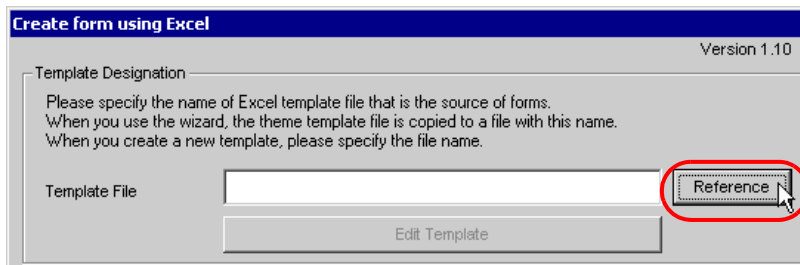 Create form using Excel
Version 1.10
Template Designation
Please specify the name of Excel template file that is the source of forms.
When you use the wizard, the theme template file is copied to a file with this name.
When you create a new template, please specify the file name.
Template File
Reference
Edit Template